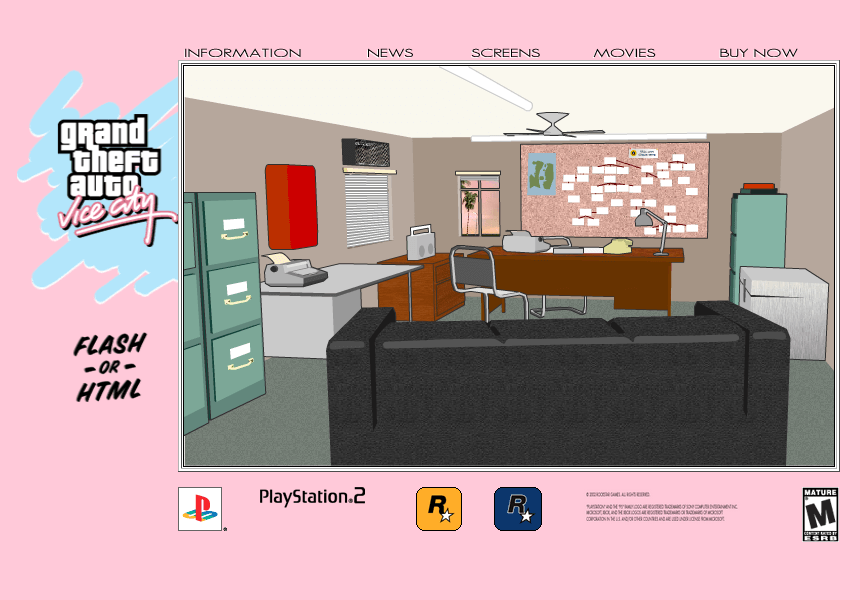 INFORMATION
NEWS
SCREENS
MOVIES
BUY NOW
grand
theft
auto
vice city
FLASH
-OR-
HTML
PlayStation®2
R
R
© 2002 ROCKSTAR GAMES. ALL RIGHTS RESERVED.
"PLAYSTATION" AND THE "PS" FAMILY LOGO ARE REGISTERED TRADEMARKS OF SONY COMPUTER ENTERTAINMENT INC.
MICROSOFT, XBOX, AND THE XBOX LOGOS ARE REGISTERED TRADEMARKS OR TRADEMARKS OF MICROSOFT
CORPORATION IN THE U.S. AND/OR OTHER COUNTRIES AND ARE USED UNDER LICENSE FROM MICROSOFT.
MATURE
M
CONTENT RATED BY
ESRB